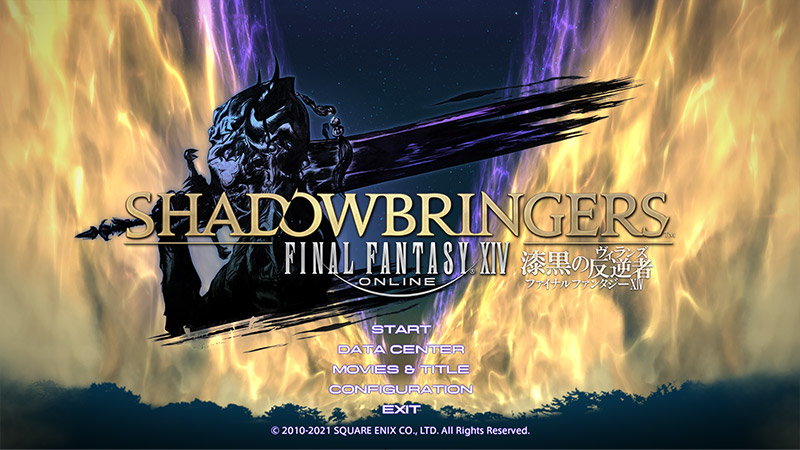 SHADOWBRINGERS™
FINAL FANTASY® XIV
ONLINE
ヴィランズ
漆黒の反逆者
ファイナルファンタジーXIV
START
DATA CENTER
MOVIES & TITLE
CONFIGURATION
EXIT
© 2010-2021 SQUARE ENIX CO., LTD. All Rights Reserved.